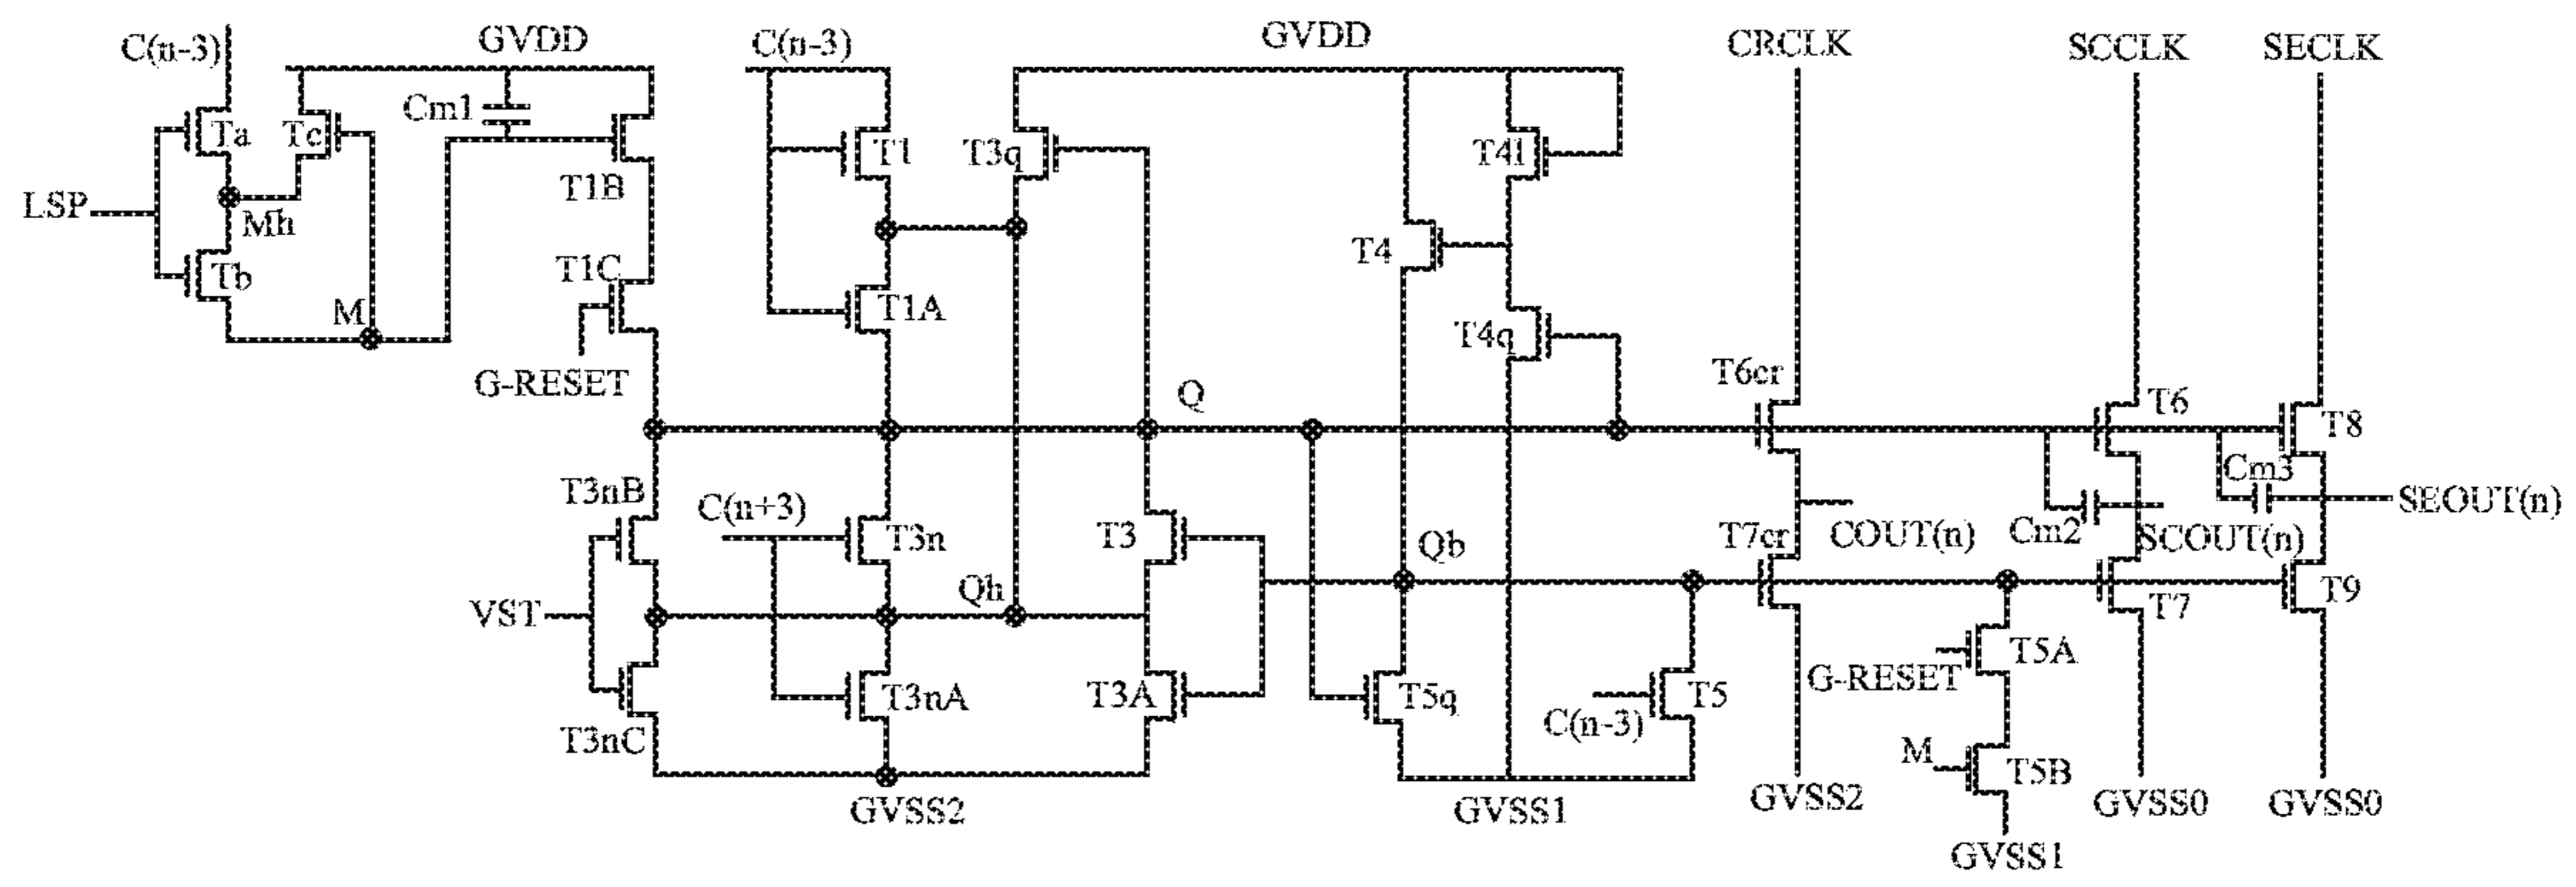 C(n-3) GVDD C(n-3) GVDD CRCLK SCCLK SECLK
Ta Tc Cm1 T1 T3q T4l
LSP Mh T1B
Tb T1C T4
M T1A T4q
G-RESET Q T6cr T6 T8
T3nB C(n+3) T3n T3 Qb T7cr COUT(n) Cm2 SCOUT(n) Cm3 SEOUT(n)
VST Qh T7 T9
T3nC T3nA T3A T5q C(n-3) T5 G-RESET T5A
M T5B
GVSS2 GVSS1 GVSS2 GVSS0 GVSS0
GVSS1